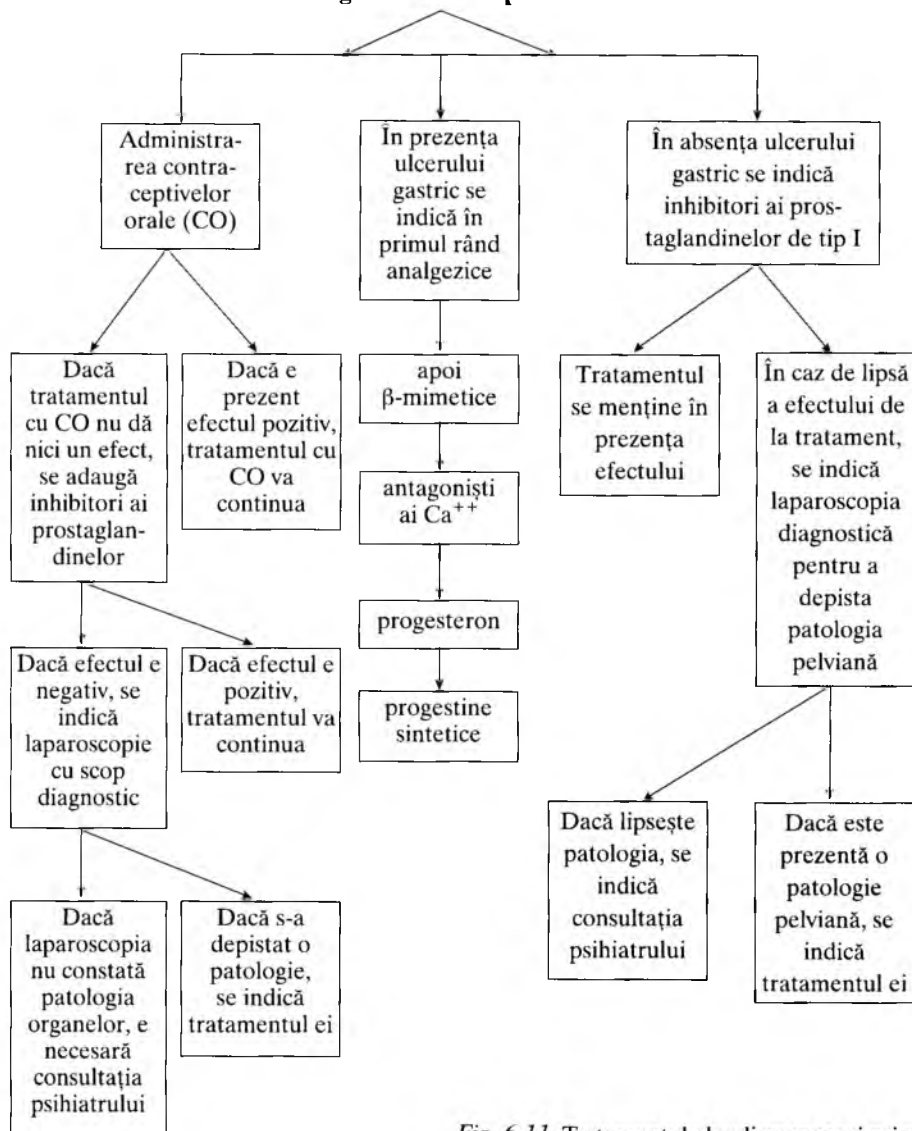 Administra-
rea contra-
ceptivelor
orale (CO)
În prezența
ulcerului
gastric se
indică în
primul rând
analgezice
În absența ulcerului
gastric se indică
inhibitori ai pros-
taglandinelor de tip I
Dacă
tratamentul
cu CO nu dă
nici un efect,
se adaugă
inhibitori ai
prostaglan-
dinelor
Dacă e
prezent
efectul pozitiv,
tratamentul cu
CO va
continua
apoi
β-mimetice
antagoniști
ai Ca⁺⁺
progesteron
progestine
sintetice
Tratamentul
se menține în
prezența
efectului
În caz de lipsă
a efectului de
la tratament,
se indică
laparoscopia
diagnostică
pentru a
depista
patologia
pelviană
Dacă efectul e
negativ, se
indică
laparoscopie
cu scop
diagnostic
Dacă efectul e
pozitiv,
tratamentul va
continua
Dacă lipsește
patologia, se
indică
consultația
psihiatrului
Dacă este
prezentă o
patologie
pelviană, se
indică
tratamentul ei
Dacă
laparoscopia
nu constată
patologia
organelor, e
necesară
consultația
psihiatrului
Dacă s-a
depistat o
patologie,
se indică
tratamentul ei
Fig. 6.11.